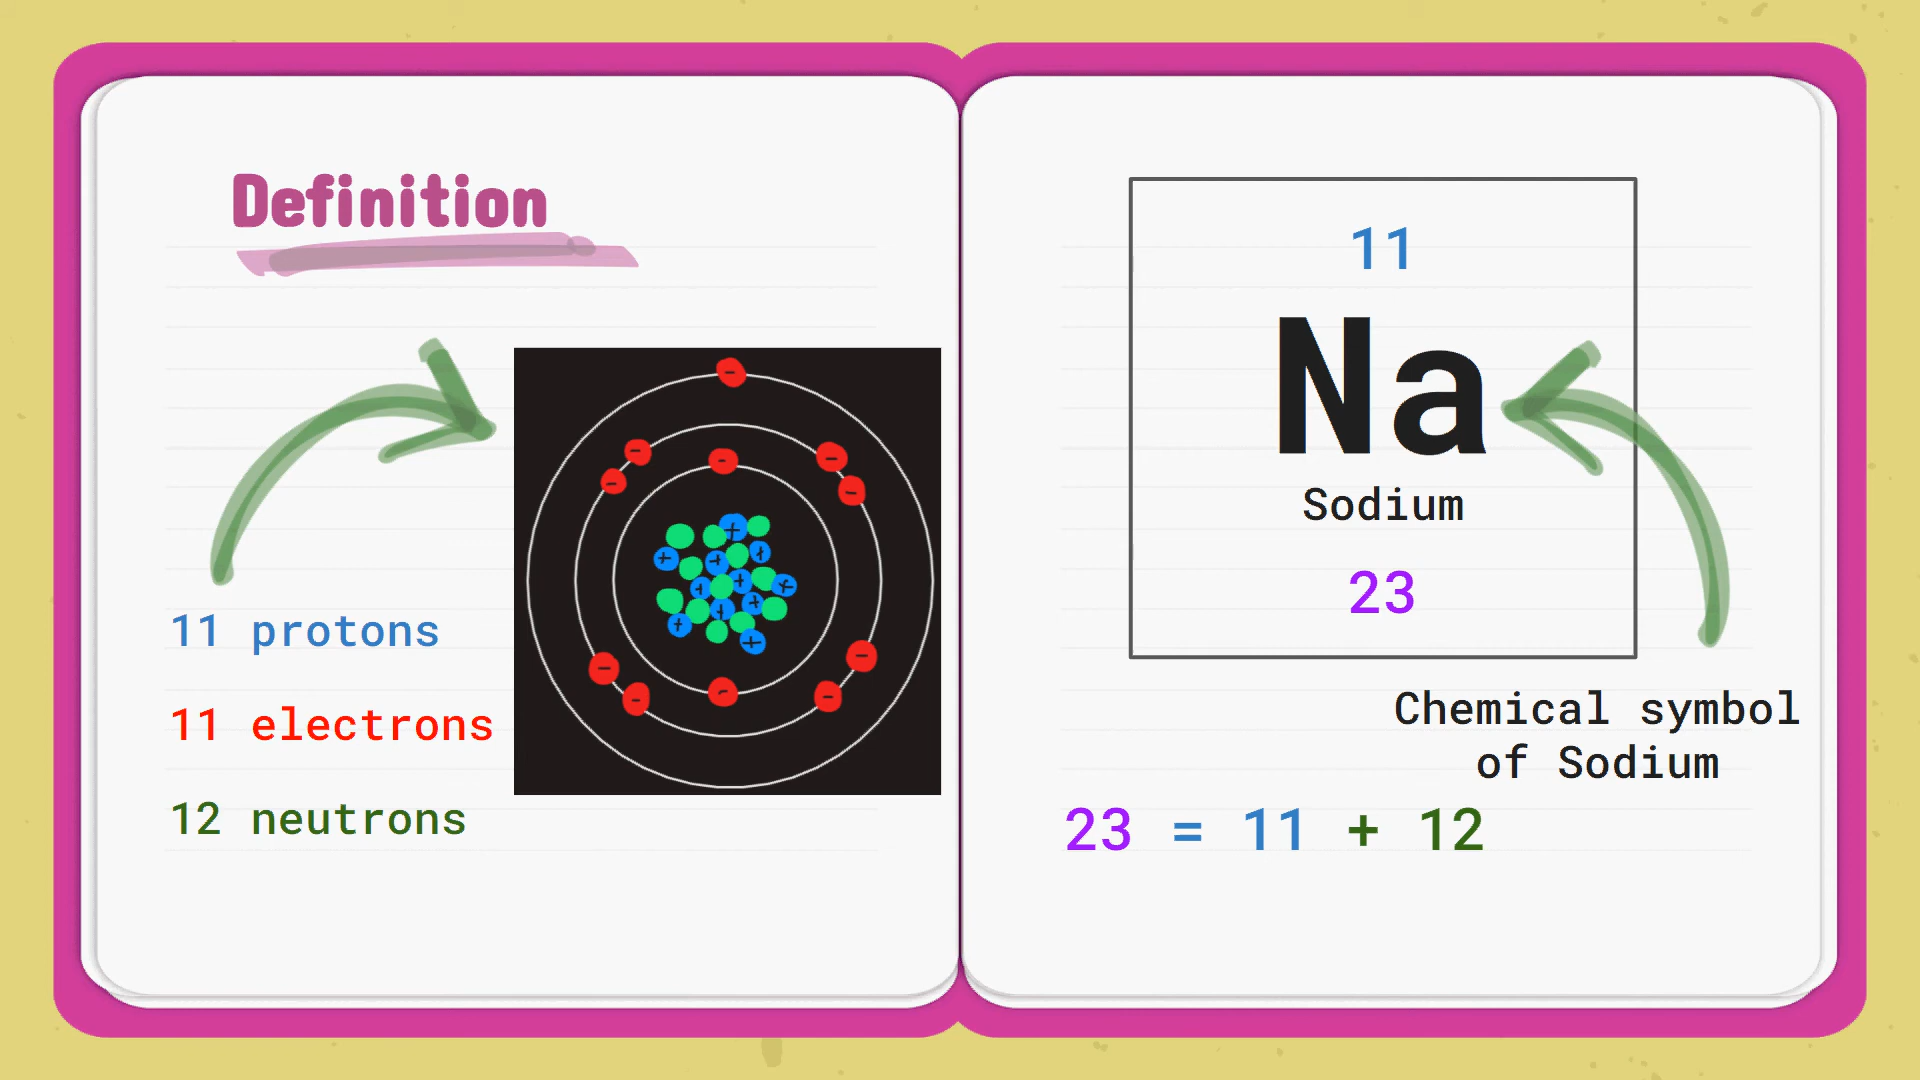 Definition
11 protons
11 electrons
12 neutrons
11
Na
Sodium
23
Chemical symbol
of Sodium
23 = 11 + 12